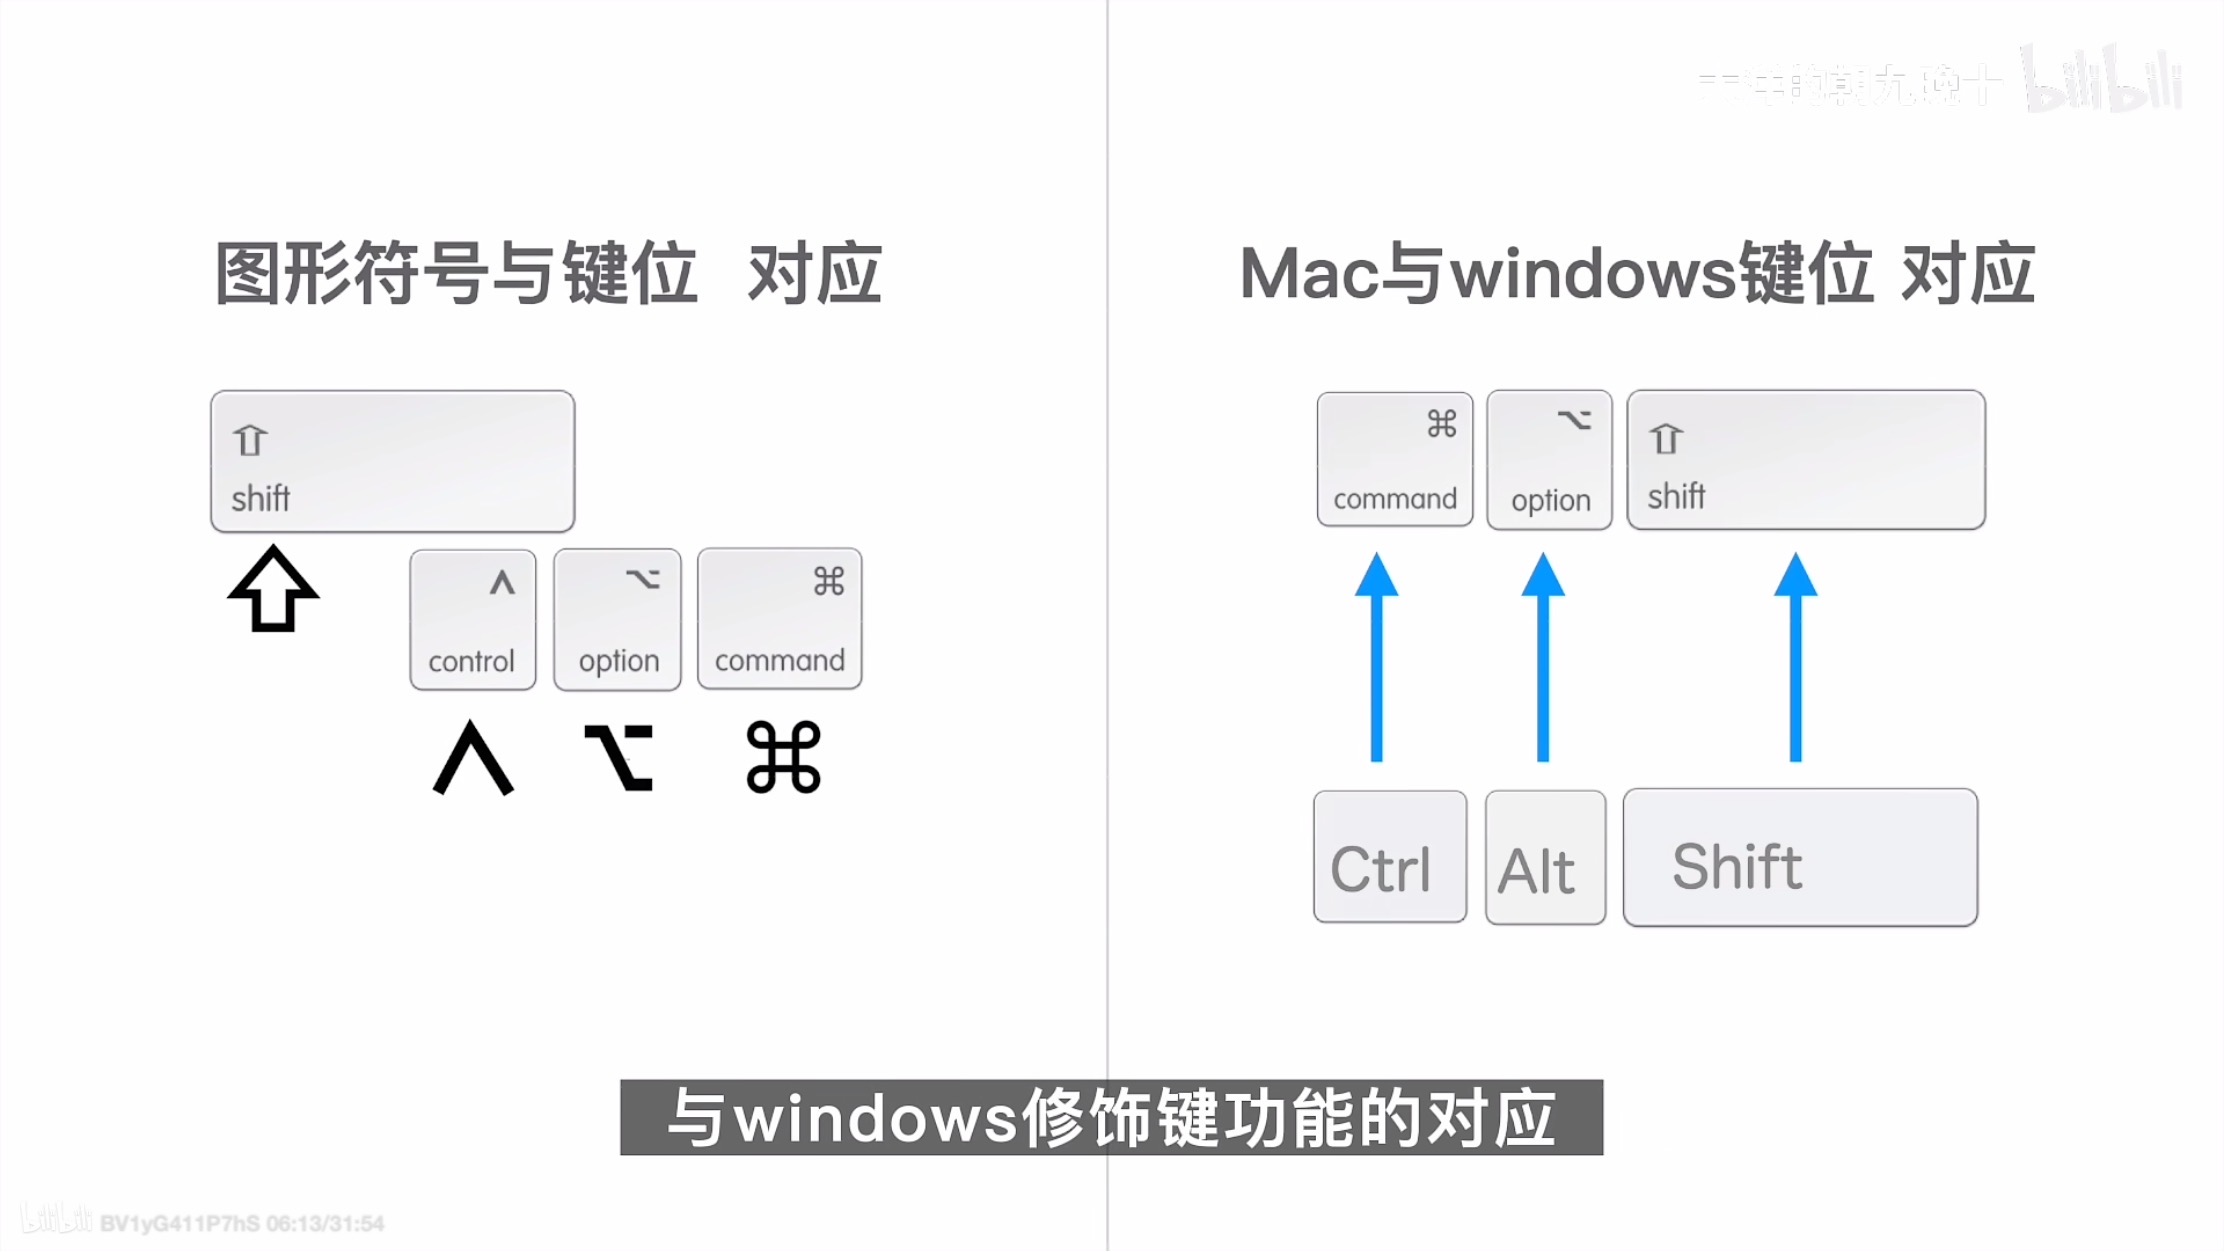 bilibili
图形符号与键位 对应
⇧
shift
^
control
⌥
option
⌘
command
⇧
^ ⌥ ⌘
Mac与windows键位 对应
⌘
command
⌥
option
⇧
shift
Ctrl Alt Shift
与windows修饰键功能的对应
bilibili BV1yG411P7hS 06:13/31:54